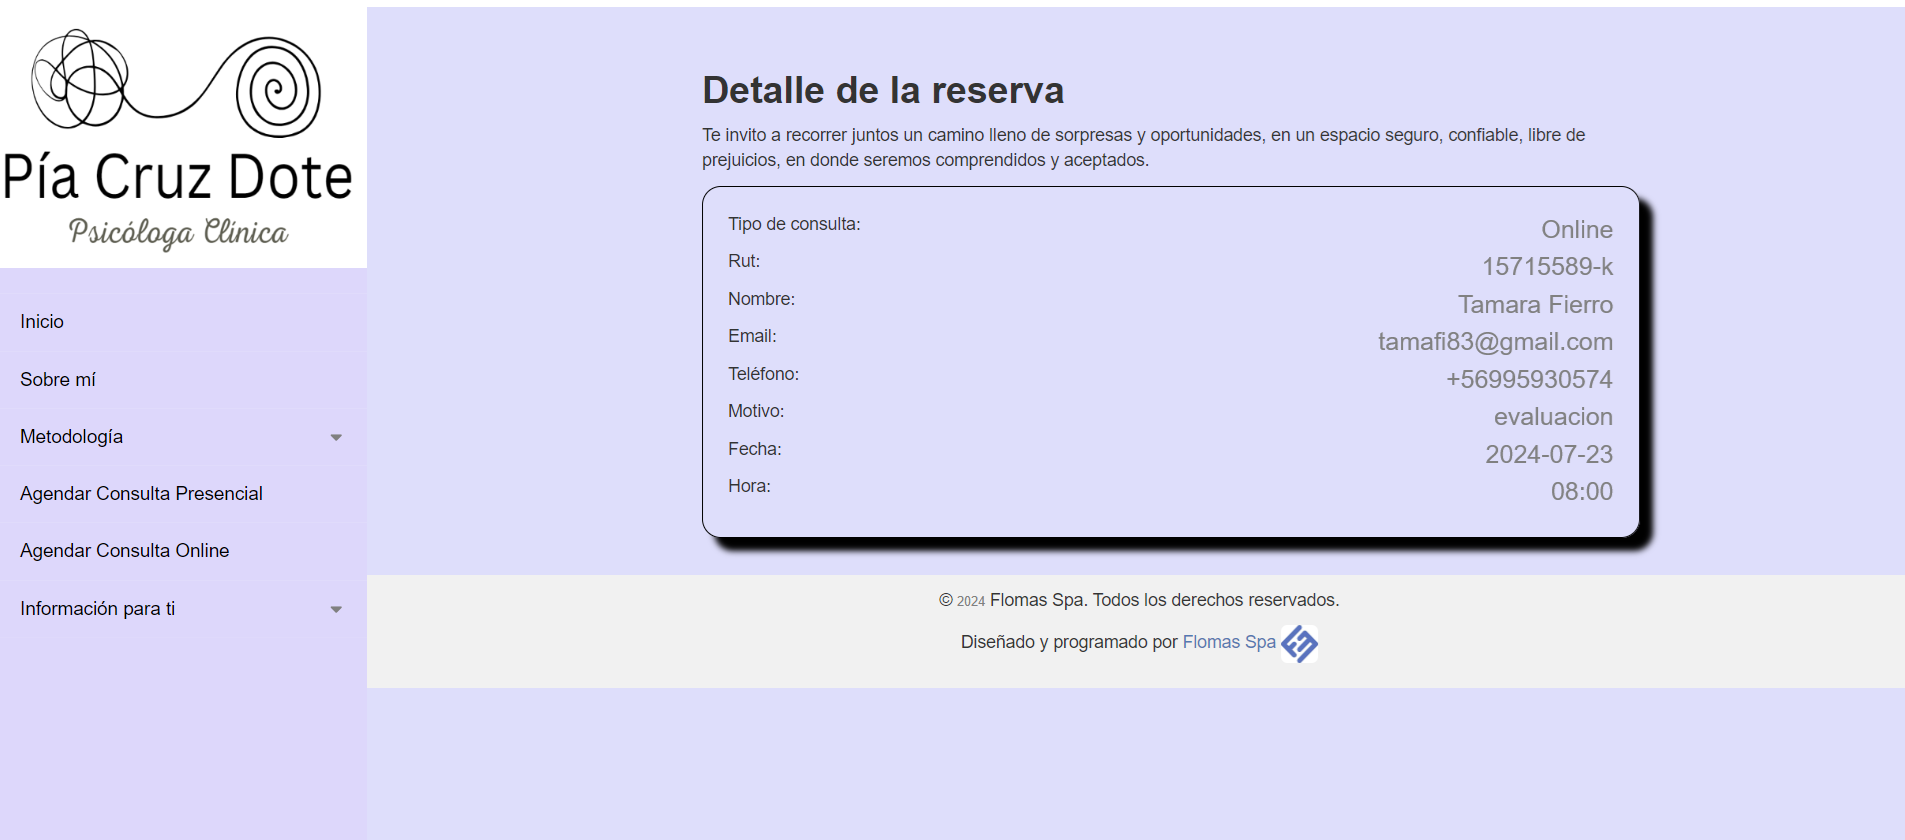 Pía Cruz Dote
Psicóloga Clínica
Inicio
Sobre mí
Metodología
Agendar Consulta Presencial
Agendar Consulta Online
Información para ti
Detalle de la reserva
Te invito a recorrer juntos un camino lleno de sorpresas y oportunidades, en un espacio seguro, confiable, libre de
prejuicios, en donde seremos comprendidos y aceptados.
Tipo de consulta: Online
Rut: 15715589-k
Nombre: Tamara Fierro
Email: tamafi83@gmail.com
Teléfono: +56995930574
Motivo: evaluacion
Fecha: 2024-07-23
Hora: 08:00
© 2024 Flomas Spa. Todos los derechos reservados.
Diseñado y programado por Flomas Spa